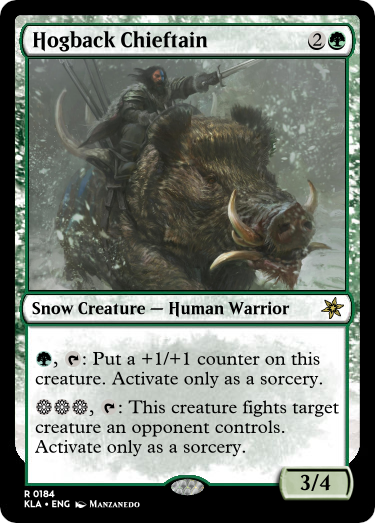 Hogback Chieftain 2
Snow Creature — Human Warrior
, : Put a +1/+1 counter on this
creature. Activate only as a sorcery.
, : This creature fights target
creature an opponent controls.
Activate only as a sorcery.
3/4
R 0184
KLA • ENG Manzanedo